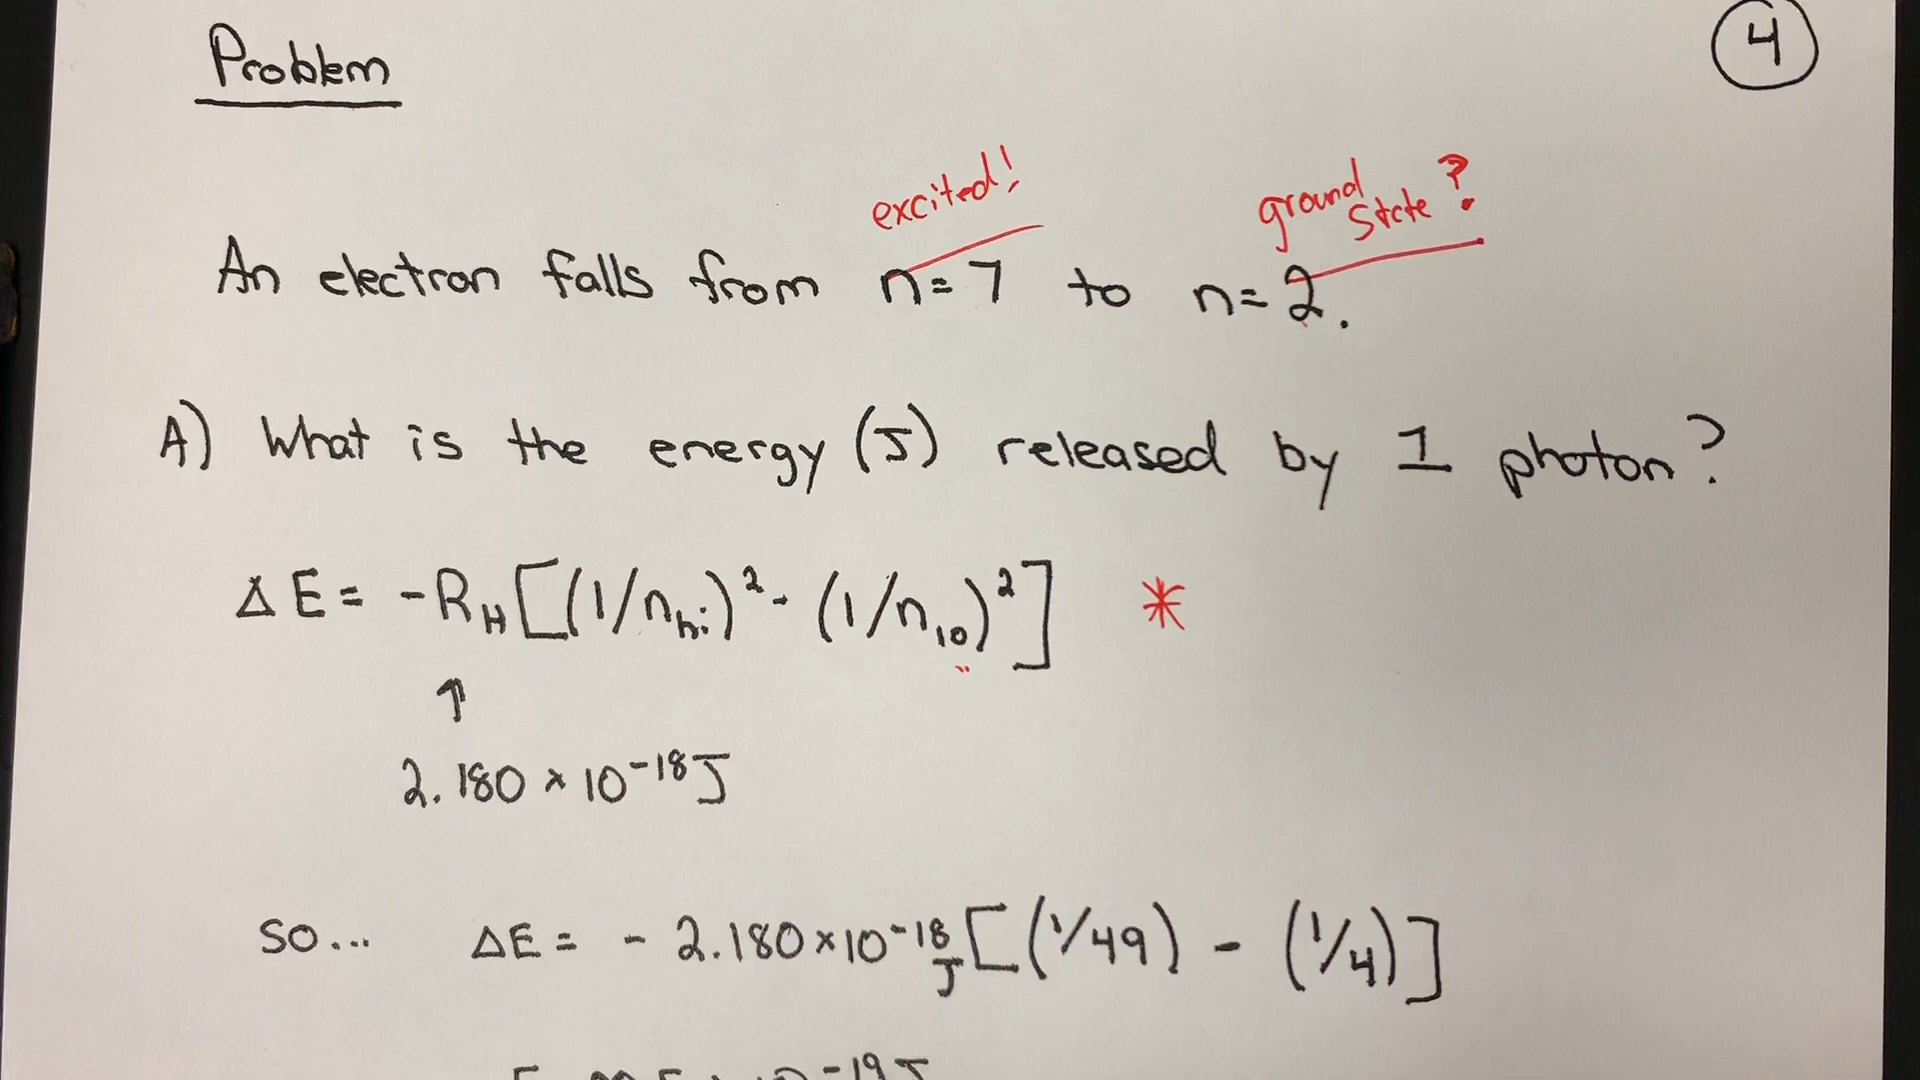 Problem
4
excited!
ground state?
An electron falls from n=7 to n=2.
A) What is the energy (J) released by 1 photon?
ΔE = -R_H[(1/n_hi)² - (1/n_lo)²] *
↑
2.180 × 10⁻¹⁸ J
so... ΔE = - 2.180 × 10⁻¹⁸ J [(1/49) - (1/4)]